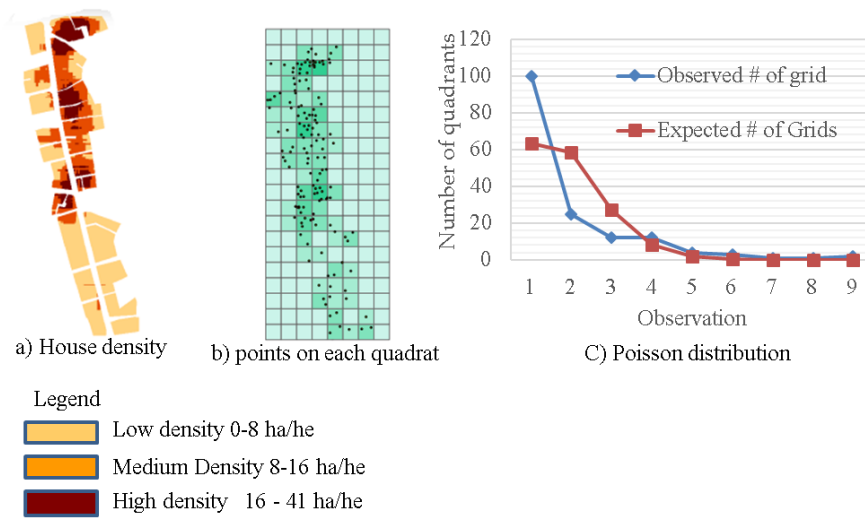 120
100
80
60
40
20
0
Number of quadrants
Observed # of grid
Expected # of Grids
1 2 3 4 5 6 7 8 9
Observation
a) House density
b) points on each quadrat
C) Poisson distribution
Legend
Low density 0-8 ha/he
Medium Density 8-16 ha/he
High density 16 - 41 ha/he